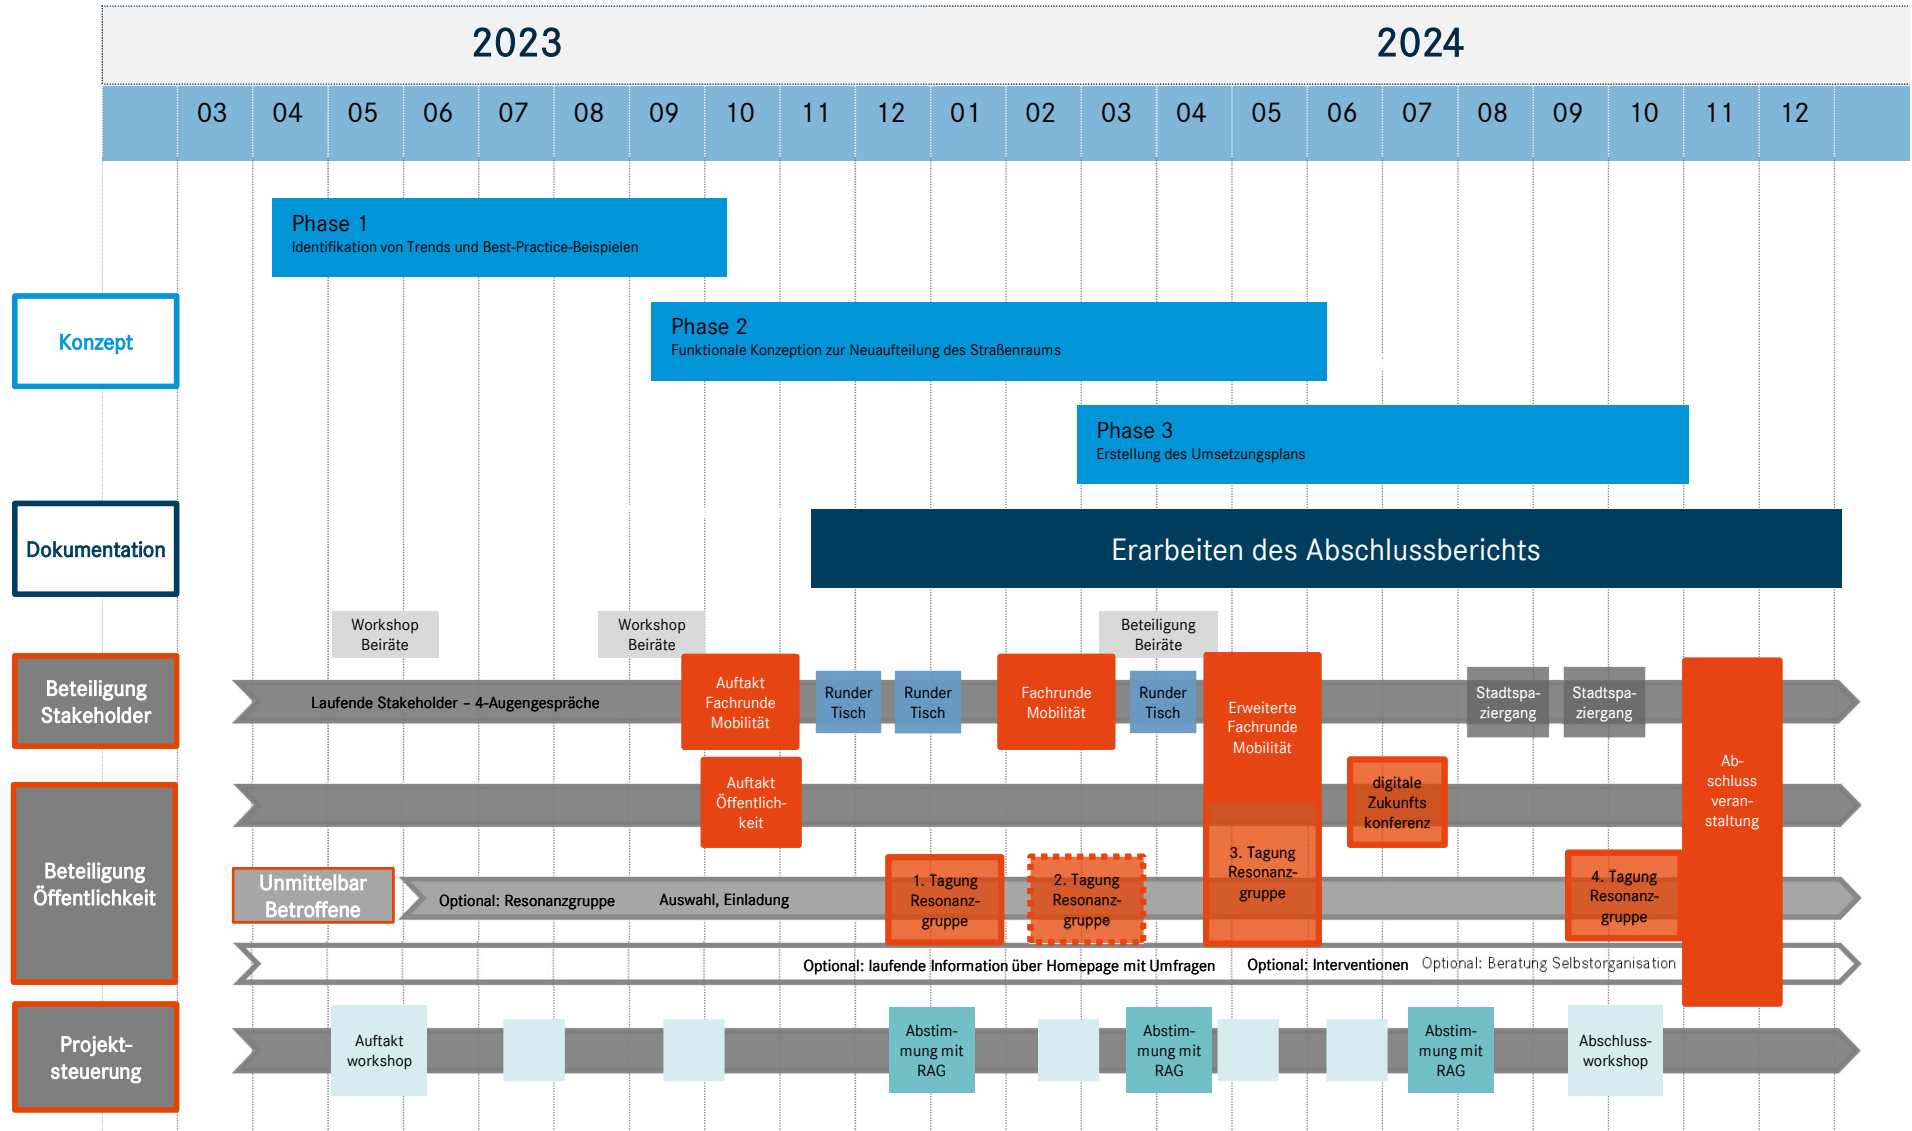 2023
2024
03 04 05 06 07 08 09 10 11 12 01 02 03 04 05 06 07 08 09 10 11 12
Phase 1
Identifikation von Trends und Best-Practice-Beispielen
Konzept
Phase 2
Funktionale Konzeption zur Neuaufteilung des Straßenraums
Phase 3
Erstellung des Umsetzungsplans
Dokumentation
Erarbeiten des Abschlussberichts
Workshop
Beiräte
Workshop
Beiräte
Beteiligung
Beiräte
Beteiligung
Stakeholder
Laufende Stakeholder – 4-Augengespräche
Auftakt
Fachrunde
Mobilität
Runder
Tisch
Runder
Tisch
Fachrunde
Mobilität
Runder
Tisch
Erweiterte
Fachrunde
Mobilität
Stadtspa-
ziergang
Stadtspa-
ziergang
Ab-
schluss
veran-
staltung
Beteiligung
Öffentlichkeit
Auftakt
Öffentlich-
keit
digitale
Zukunfts
konferenz
Unmittelbar
Betroffene
Optional: Resonanzgruppe
Auswahl, Einladung
1. Tagung
Resonanz-
gruppe
2. Tagung
Resonanz-
gruppe
3. Tagung
Resonanz-
gruppe
4. Tagung
Resonanz-
gruppe
Optional: laufende Information über Homepage mit Umfragen
Optional: Interventionen
Optional: Beratung Selbstorganisation
Projekt-
steuerung
Auftakt
workshop
Abstim-
mung mit
RAG
Abstim-
mung mit
RAG
Abstim-
mung mit
RAG
Abschluss-
workshop